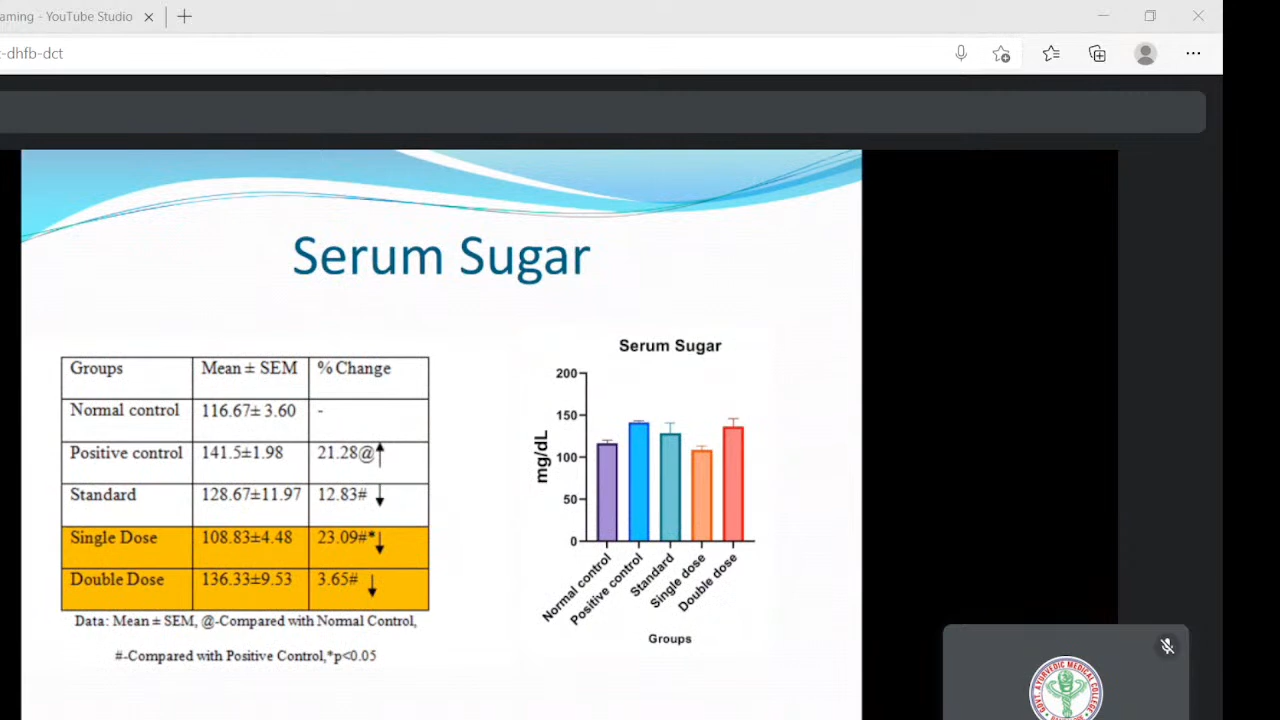 aming - YouTube Studio
-dhfb-dct
Serum Sugar
Groups Mean ± SEM % Change
Normal control 116.67± 3.60 -
Positive control 141.5±1.98 21.28@↑
Standard 128.67±11.97 12.83# ↓
Single Dose 108.83±4.48 23.09#*↓
Double Dose 136.33±9.53 3.65# ↓
Data: Mean ± SEM, @-Compared with Normal Control,
#-Compared with Positive Control,*p<0.05
Serum Sugar
mg/dL
200
150
100
50
0
Normal control
Positive control
Standard
Single dose
Double dose
Groups
GOVT. AYURVEDIC MEDICAL COLLEGE